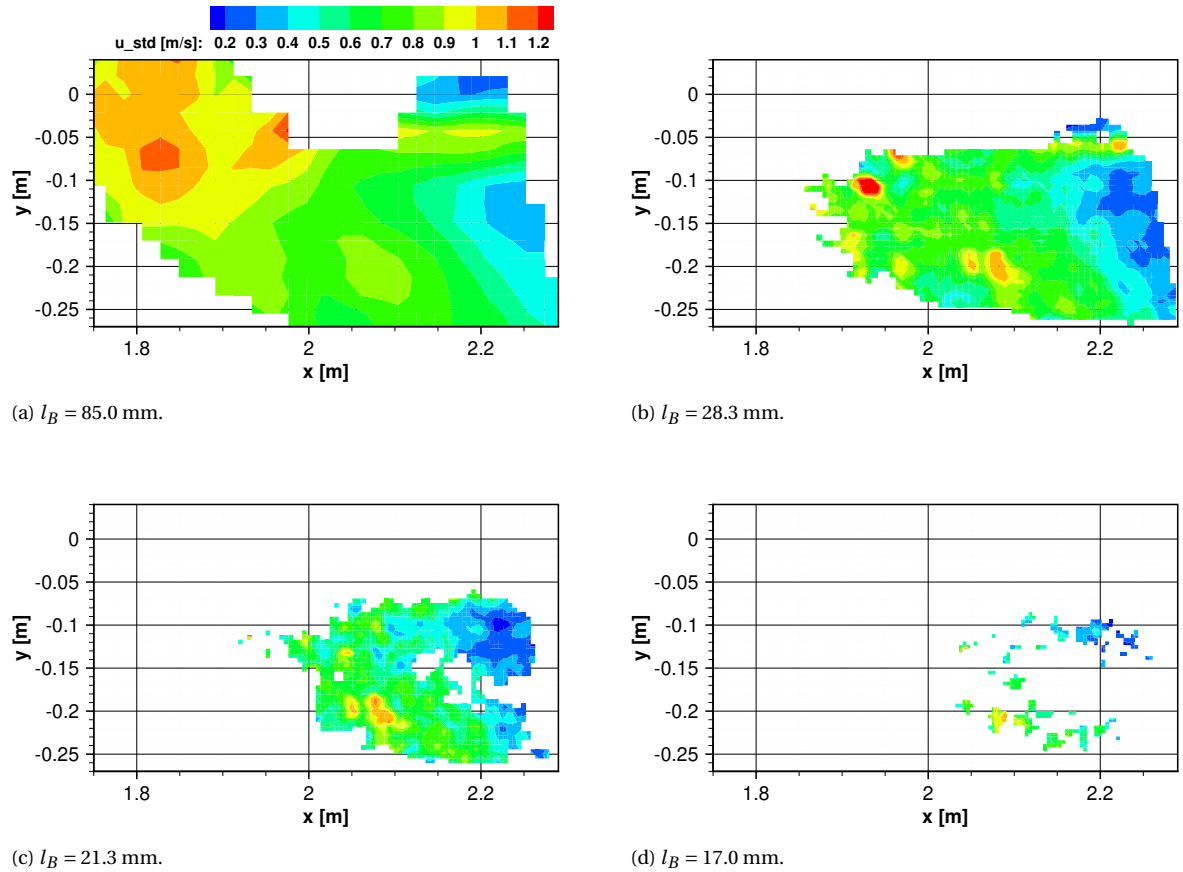 u_std [m/s]: 0.2 0.3 0.4 0.5 0.6 0.7 0.8 0.9 1 1.1 1.2
0
-0.05
-0.1
-0.15
-0.2
-0.25
y [m]
1.8 2 2.2
x [m]
(a) l_B = 85.0 mm.
0
-0.05
-0.1
-0.15
-0.2
-0.25
y [m]
1.8 2 2.2
x [m]
(b) l_B = 28.3 mm.
0
-0.05
-0.1
-0.15
-0.2
-0.25
y [m]
1.8 2 2.2
x [m]
(c) l_B = 21.3 mm.
0
-0.05
-0.1
-0.15
-0.2
-0.25
y [m]
1.8 2 2.2
x [m]
(d) l_B = 17.0 mm.